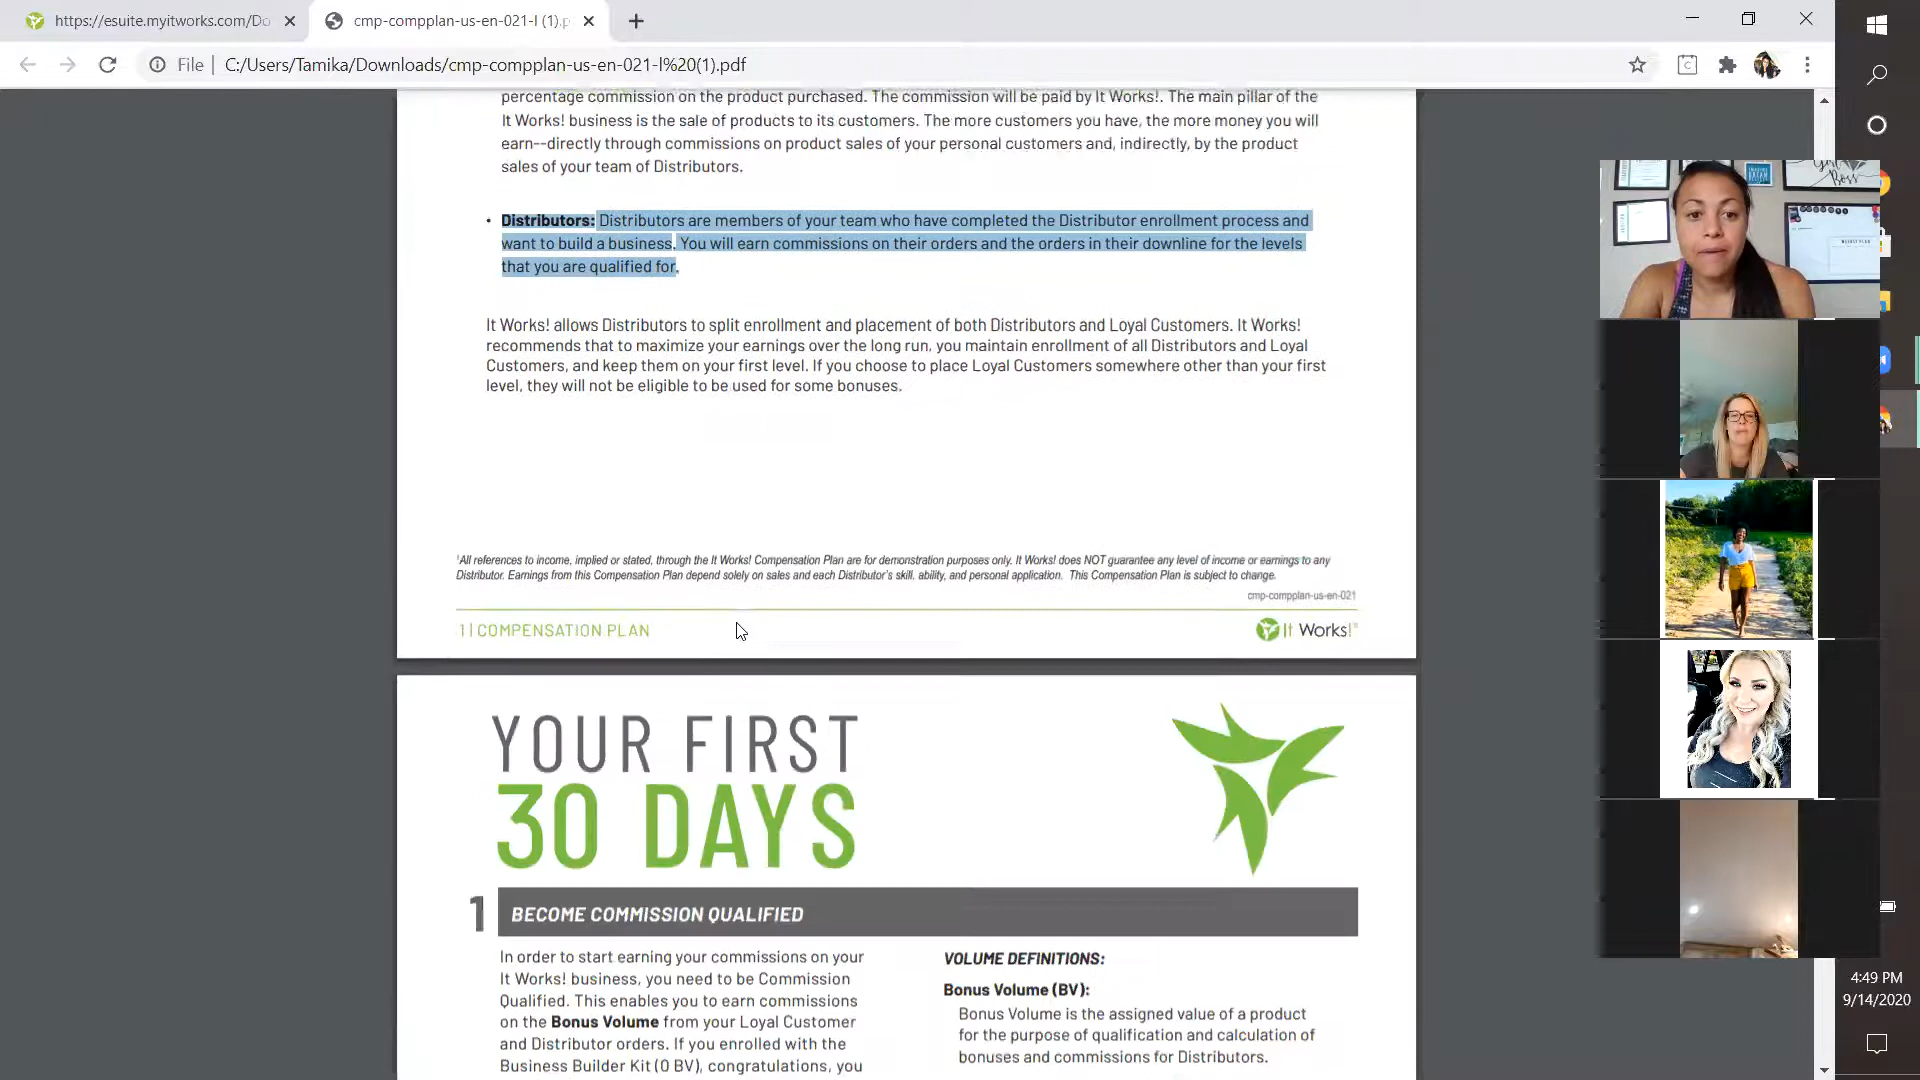 https://esuite.myitworks.com/Do
cmp-compplan-us-en-021-l (1).p
File
C:/Users/Tamika/Downloads/cmp-compplan-us-en-021-l%20(1).pdf
percentage commission on the product purchased. The commission will be paid by It Works!. The main pillar of the
It Works! business is the sale of products to its customers. The more customers you have, the more money you will
earn--directly through commissions on product sales of your personal customers and, indirectly, by the product
sales of your team of Distributors.
• Distributors: Distributors are members of your team who have completed the Distributor enrollment process and
want to build a business. You will earn commissions on their orders and the orders in their downline for the levels
that you are qualified for.
It Works! allows Distributors to split enrollment and placement of both Distributors and Loyal Customers. It Works!
recommends that to maximize your earnings over the long run, you maintain enrollment of all Distributors and Loyal
Customers, and keep them on your first level. If you choose to place Loyal Customers somewhere other than your first
level, they will not be eligible to be used for some bonuses.
¹All references to income, implied or stated, through the It Works! Compensation Plan are for demonstration purposes only. It Works! does NOT guarantee any level of income or earnings to any
Distributor. Earnings from this Compensation Plan depend solely on sales and each Distributor's skill, ability, and personal application. This Compensation Plan is subject to change.
cmp-compplan-us-en-021
1 | COMPENSATION PLAN
It Works!®
YOUR FIRST
30 DAYS
1 BECOME COMMISSION QUALIFIED
In order to start earning your commissions on your
It Works! business, you need to be Commission
Qualified. This enables you to earn commissions
on the Bonus Volume from your Loyal Customer
and Distributor orders. If you enrolled with the
Business Builder Kit (0 BV), congratulations, you
VOLUME DEFINITIONS:
Bonus Volume (BV):
Bonus Volume is the assigned value of a product
for the purpose of qualification and calculation of
bonuses and commissions for Distributors.
Girl
Boss
4:49 PM
9/14/2020